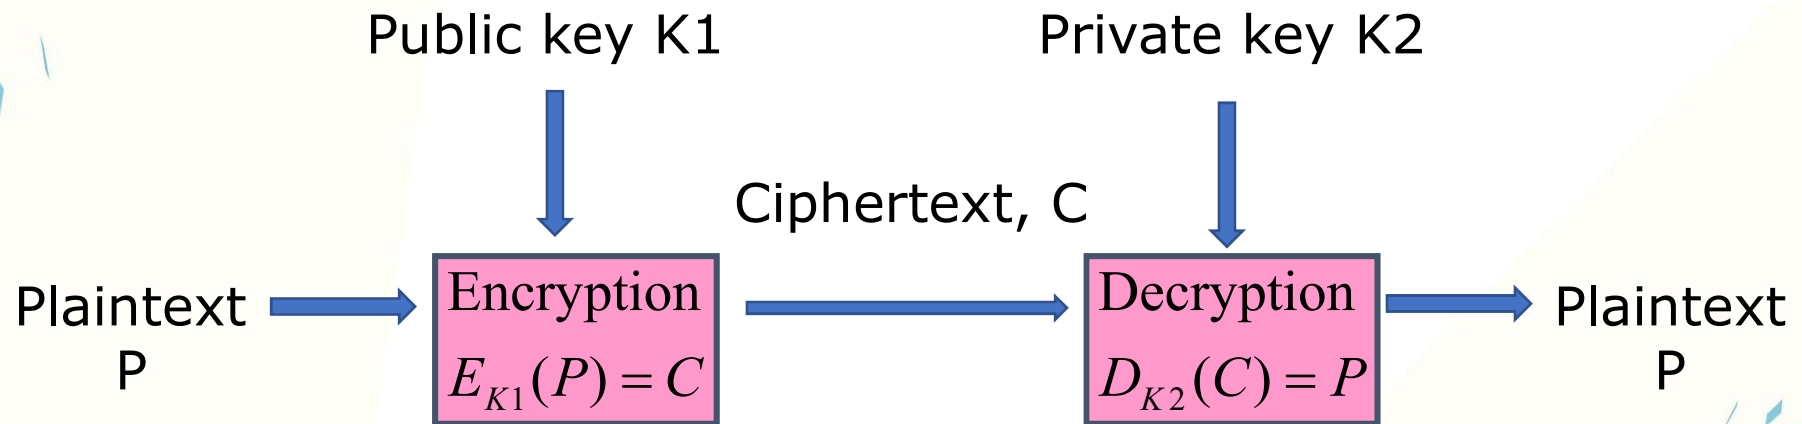 Public key K1
Private key K2
Ciphertext, C
Plaintext
P
Encryption
E_{K1}(P) = C
Decryption
D_{K2}(C) = P
Plaintext
P